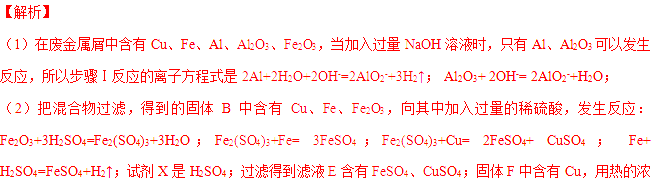 【解析】
（1）在废金属屑中含有 Cu、Fe、Al、Al₂O₃、Fe₂O₃，当加入过量 NaOH 溶液时，只有 Al、Al₂O₃ 可以发生
反应，所以步骤Ⅰ反应的离子方程式是 2Al+2H₂O+2OH⁻=2AlO₂⁻+3H₂↑； Al₂O₃+ 2OH⁻= 2AlO₂⁻+H₂O；
（2）把混合物过滤，得到的固体 B 中含有 Cu、Fe、Fe₂O₃，向其中加入过量的稀硫酸，发生反应：
Fe₂O₃+3H₂SO₄=Fe₂(SO₄)₃+3H₂O；Fe₂(SO₄)₃+Fe= 3FeSO₄；Fe₂(SO₄)₃+Cu= 2FeSO₄+ CuSO₄； Fe+
H₂SO₄=FeSO₄+H₂↑；试剂 X 是 H₂SO₄；过滤得到滤液 E 含有 FeSO₄、CuSO₄；固体 F 中含有 Cu，用热的浓